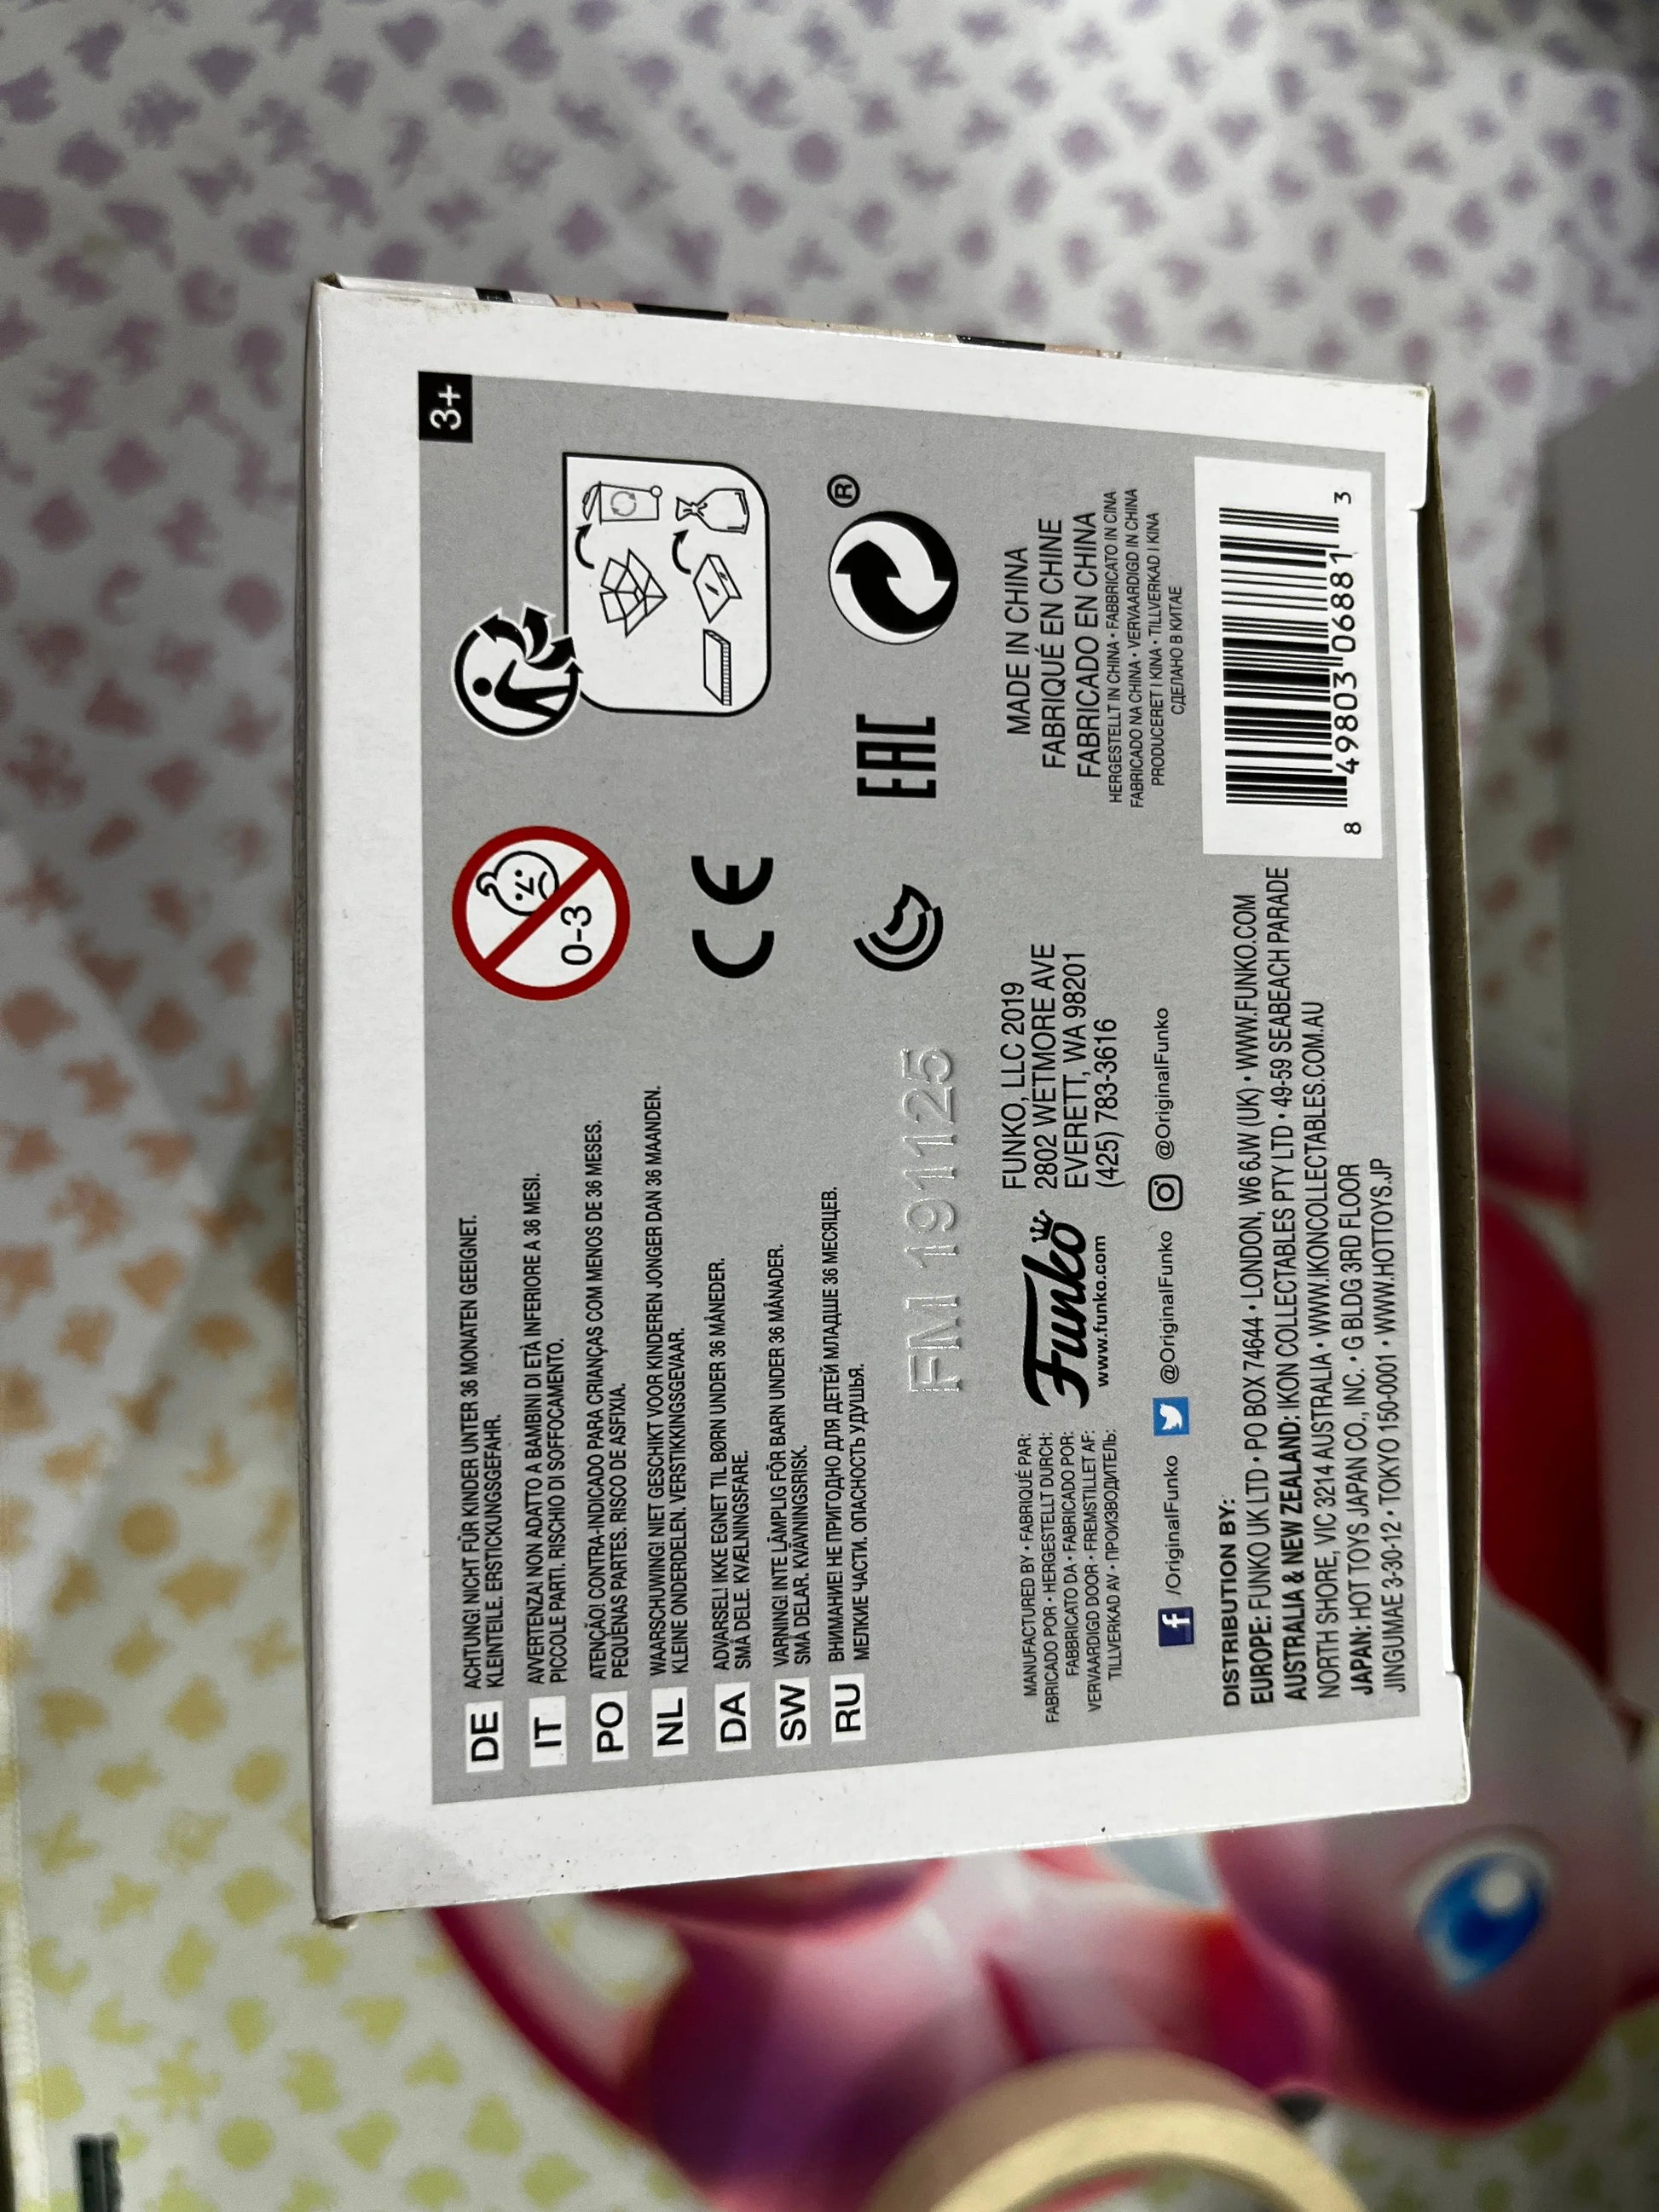 3+
DE ACHTUNG! NICHT FÜR KINDER UNTER 36 MONATEN GEEIGNET.
KLEINTEILE. ERSTICKUNGSGEFAHR.
IT AVVERTENZA! NON ADATTO A BAMBINI DI ETÀ INFERIORE A 36 MESI.
PICCOLE PARTI. RISCHIO DI SOFFOCAMENTO.
PO ATENÇÃO! CONTRA-INDICADO PARA CRIANÇAS COM MENOS DE 36 MESES.
PEQUENAS PARTES. RISCO DE ASFIXIA.
NL WAARSCHUWING! NIET GESCHIKT VOOR KINDEREN JONGER DAN 36 MAANDEN.
KLEINE ONDERDELEN. VERSTIKKINGSGEVAAR.
DA ADVARSEL! IKKE EGNET TIL BØRN UNDER 36 MÅNEDER.
SMÅ DELE. KVÆLNINGSFARE.
SW VARNING! INTE LÄMPLIG FÖR BARN UNDER 36 MÅNADER.
SMÅ DELAR. KVÄVNINGSRISK.
RU ВНИМАНИЕ! НЕ ПРИГОДНО ДЛЯ ДЕТЕЙ МЛАДШЕ 36 МЕСЯЦЕВ.
МЕЛКИЕ ЧАСТИ. ОПАСНОСТЬ УДУШЬЯ.
0-3
CE
EAC
®
FM 191125
MANUFACTURED BY • FABRIQUÉ PAR:
FABRICADO POR • HERGESTELLT DURCH:
FABBRICATO DA • FABRICADO POR:
VERVAARDIGD DOOR • FREMSTILLET AF:
TILLVERKAD AV • ПРОИЗВОДИТЕЛЬ:
Funko
www.funko.com
FUNKO, LLC 2019
2802 WETMORE AVE
EVERETT, WA 98201
(425) 783-3616
f /OriginalFunko @OriginalFunko @OriginalFunko
MADE IN CHINA
FABRIQUÉ EN CHINE
FABRICADO EN CHINA
HERGESTELLT IN CHINA • FABBRICATO IN CINA
FABRICADO NA CHINA • VERVAARDIGD IN CHINA
PRODUCERET I KINA • TILLVERKAD I KINA
СДЕЛАНО В КИТАЕ
DISTRIBUTION BY:
EUROPE: FUNKO UK LTD • PO BOX 74644 • LONDON, W6 6JW (UK) • WWW.FUNKO.COM
AUSTRALIA & NEW ZEALAND: IKON COLLECTABLES PTY LTD • 49-59 SEABEACH PARADE
NORTH SHORE, VIC 3214 AUSTRALIA • WWW.IKONCOLLECTABLES.COM.AU
JAPAN: HOT TOYS JAPAN CO., INC. • G BLDG 3RD FLOOR
JINGUMAE 3-30-12 • TOKYO 150-0001 • WWW.HOTTOYS.JP
8 49803 06881 3